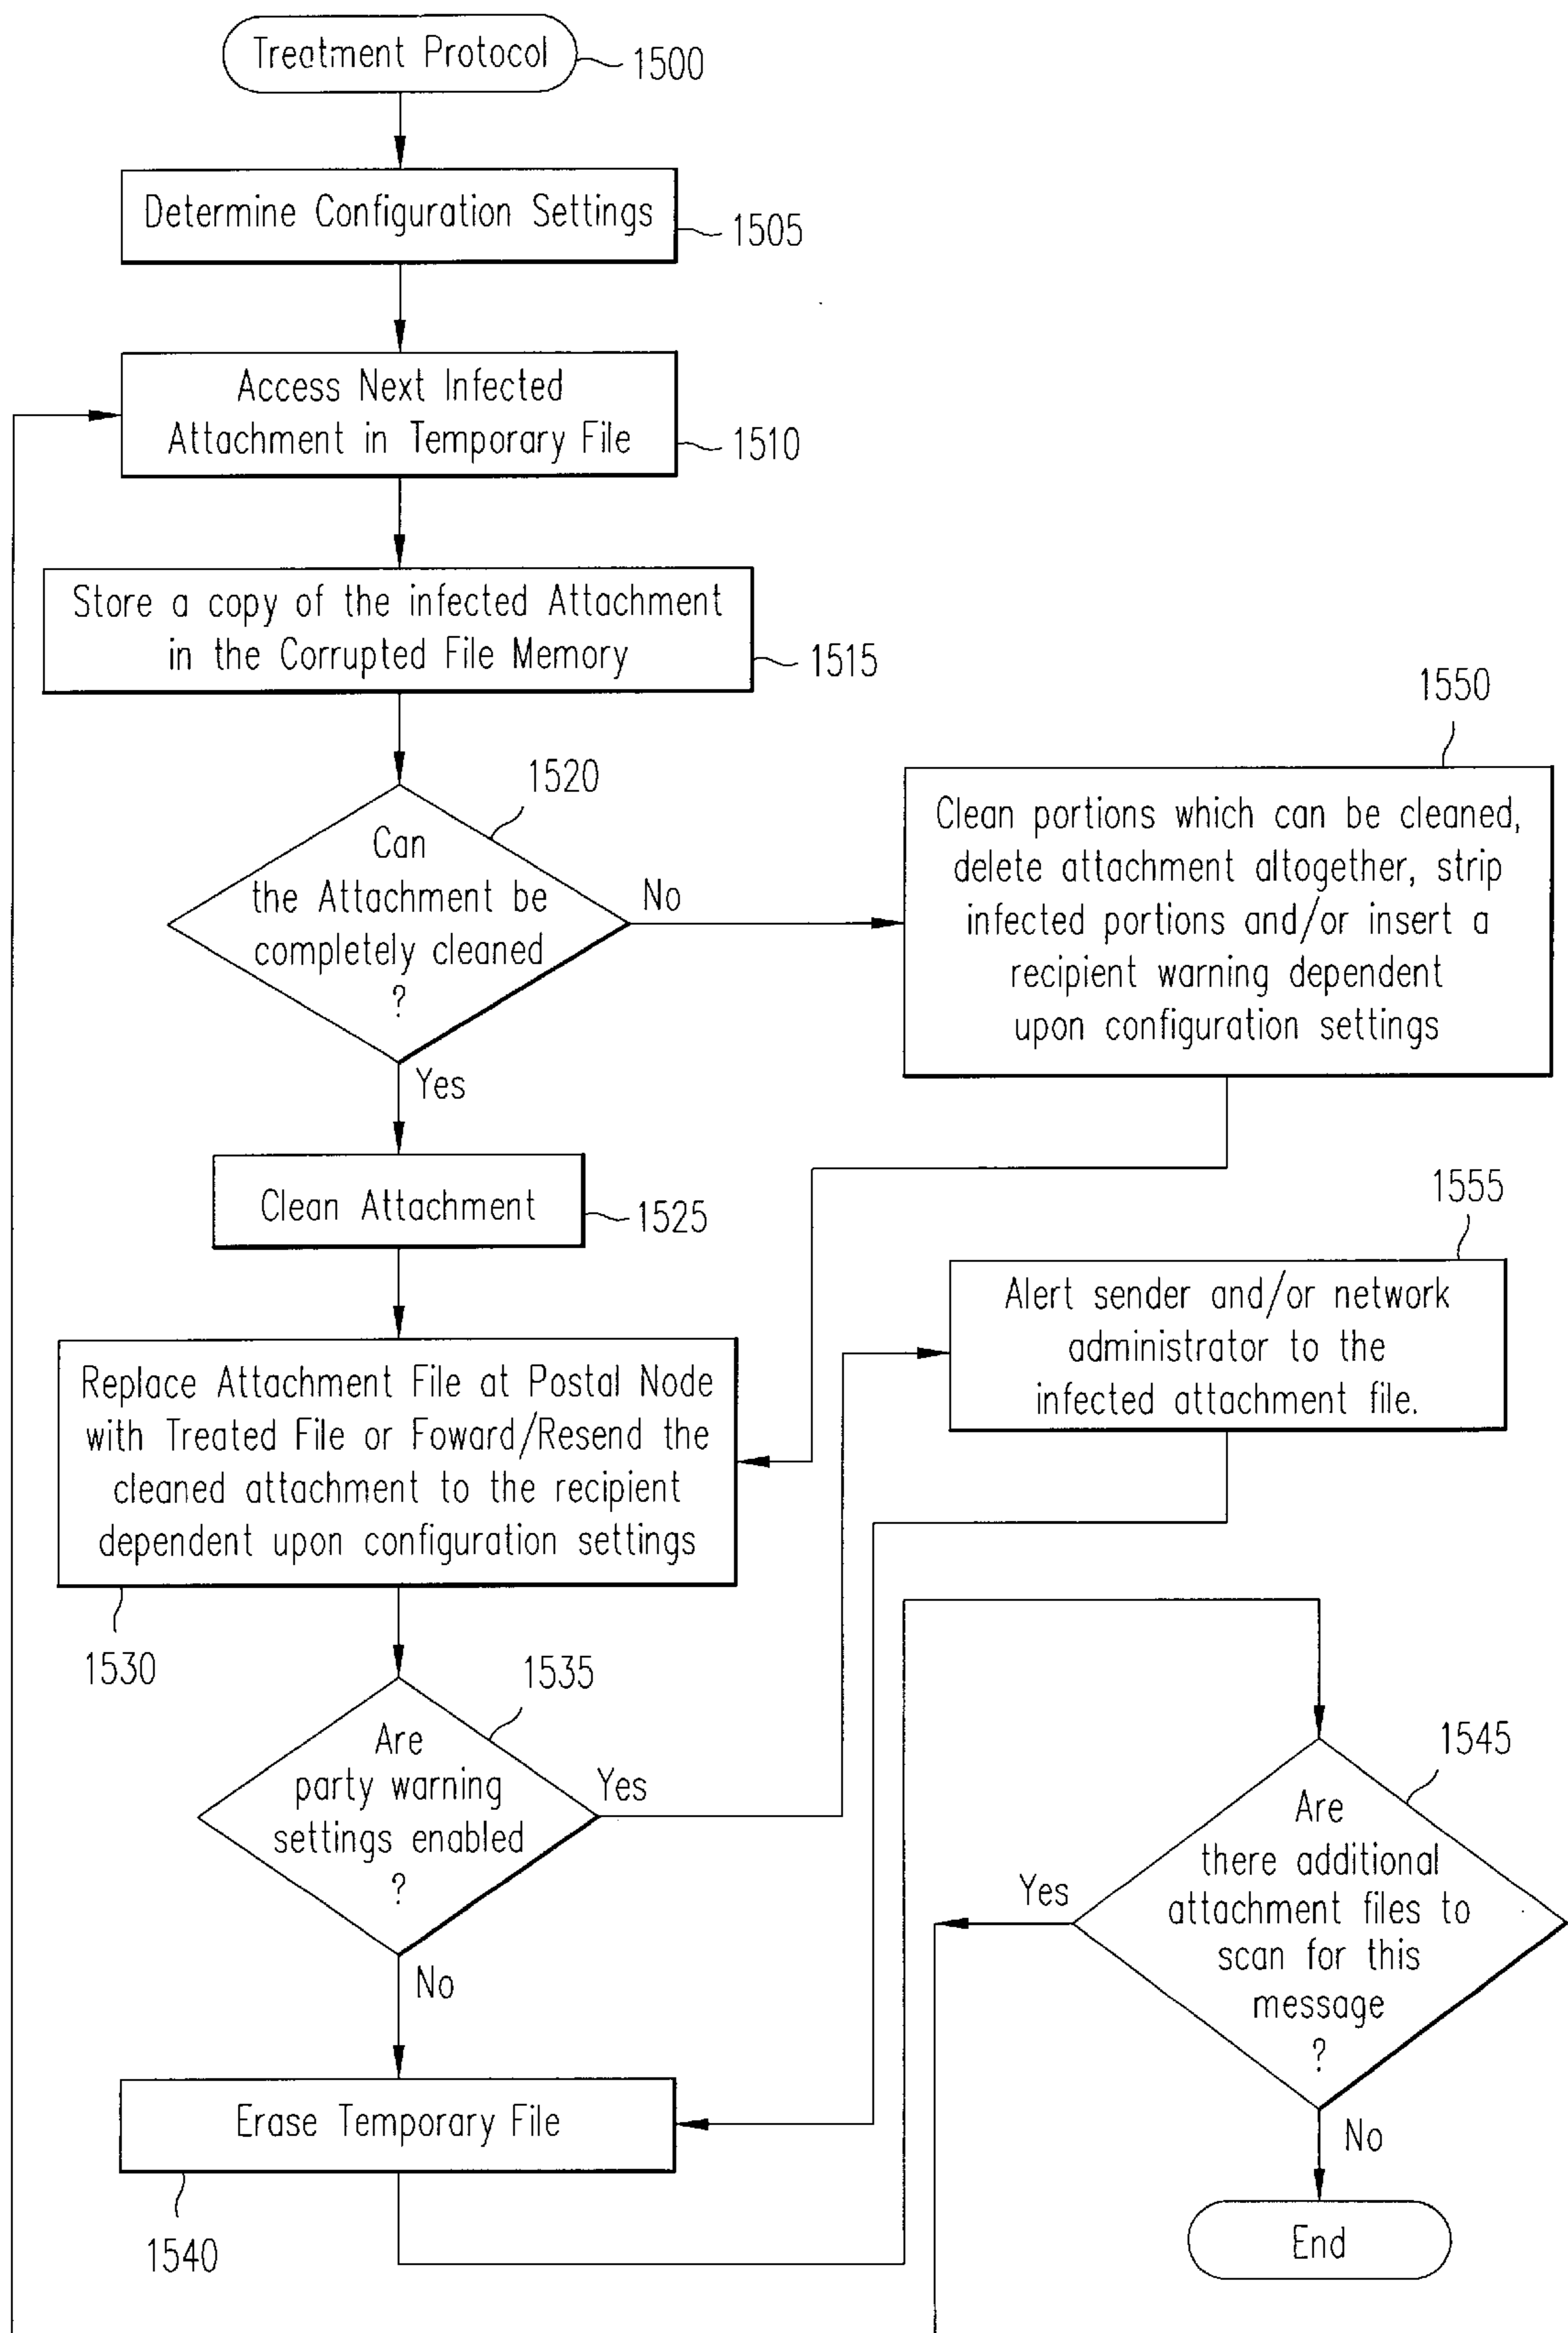 Treatment Protocol
1500
Determine Configuration Settings
1505
Access Next Infected
Attachment in Temporary File
1510
Store a copy of the infected Attachment
in the Corrupted File Memory
1515
1520
Can
the Attachment be
completely cleaned
?
No
Yes
1550
Clean portions which can be cleaned,
delete attachment altogether, strip
infected portions and/or insert a
recipient warning dependent
upon configuration settings
Clean Attachment
1525
Replace Attachment File at Postal Node
with Treated File or Foward/Resend the
cleaned attachment to the recipient
dependent upon configuration settings
1530
1535
Are
party warning
settings enabled
?
Yes
No
1555
Alert sender and/or network
administrator to the
infected attachment file.
Erase Temporary File
1540
1545
Are
there additional
attachment files to
scan for this
message
?
Yes
No
End